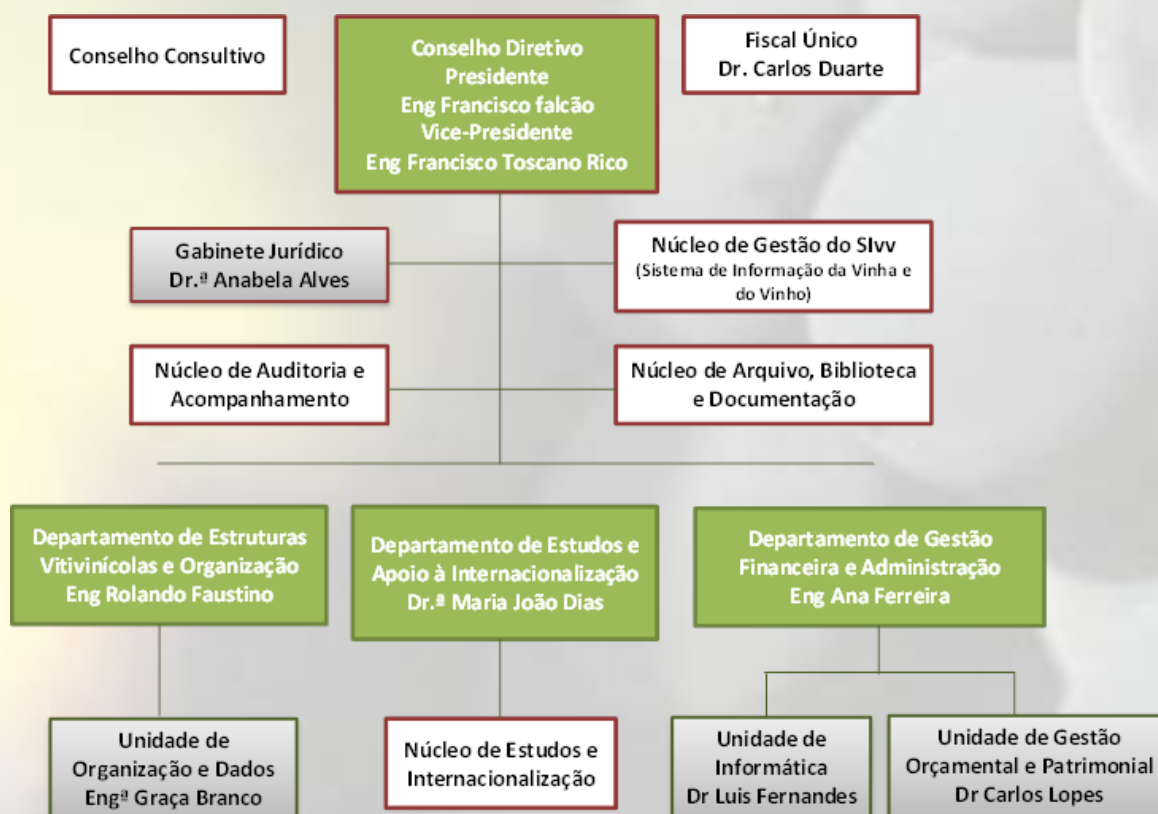 Conselho Consultivo
Conselho Diretivo
Presidente
Eng Francisco falcão
Vice-Presidente
Eng Francisco Toscano Rico
Fiscal Único
Dr. Carlos Duarte
Gabinete Jurídico
Dr.ª Anabela Alves
Núcleo de Gestão do SIvv
(Sistema de Informação da Vinha e
do Vinho)
Núcleo de Auditoria e
Acompanhamento
Núcleo de Arquivo, Biblioteca
e Documentação
Departamento de Estruturas
Vitivinícolas e Organização
Eng Rolando Faustino
Departamento de Estudos e
Apoio à Internacionalização
Dr.ª Maria João Dias
Departamento de Gestão
Financeira e Administração
Eng Ana Ferreira
Unidade de
Organização e Dados
Engª Graça Branco
Núcleo de Estudos e
Internacionalização
Unidade de
Informática
Dr Luis Fernandes
Unidade de Gestão
Orçamental e Patrimonial
Dr Carlos Lopes